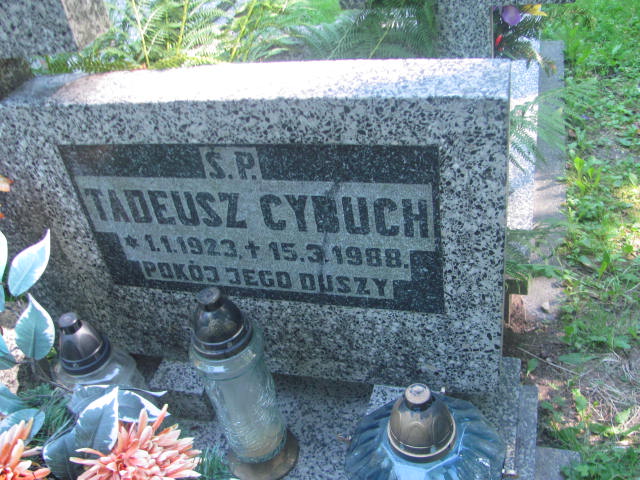 Ś.P.
TADEUSZ CYBUCH
* 1.1.1923. + 15.3.1988.
POKÓJ JEGO DUSZY